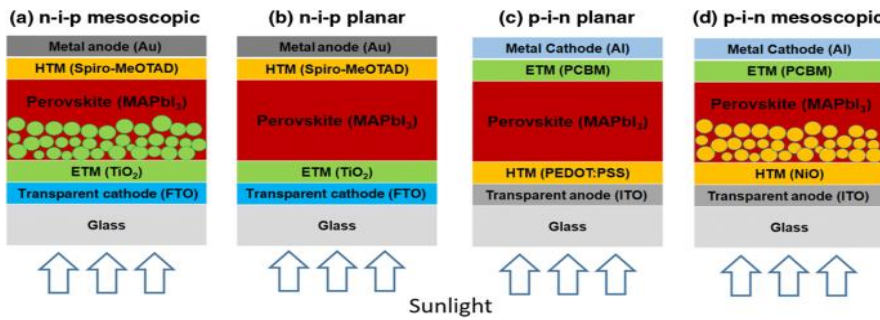 (a) n-i-p mesoscopic
Metal anode (Au)
HTM (Spiro-MeOTAD)
Perovskite (MAPbI₃)
ETM (TiO₂)
Transparent cathode (FTO)
Glass
(b) n-i-p planar
Metal anode (Au)
HTM (Spiro-MeOTAD)
Perovskite (MAPbI₃)
ETM (TiO₂)
Transparent cathode (FTO)
Glass
(c) p-i-n planar
Metal Cathode (Al)
ETM (PCBM)
Perovskite (MAPbI₃)
HTM (PEDOT:PSS)
Transparent anode (ITO)
Glass
(d) p-i-n mesoscopic
Metal Cathode (Al)
ETM (PCBM)
Perovskite (MAPbI₃)
HTM (NiO)
Transparent anode (ITO)
Glass
Sunlight